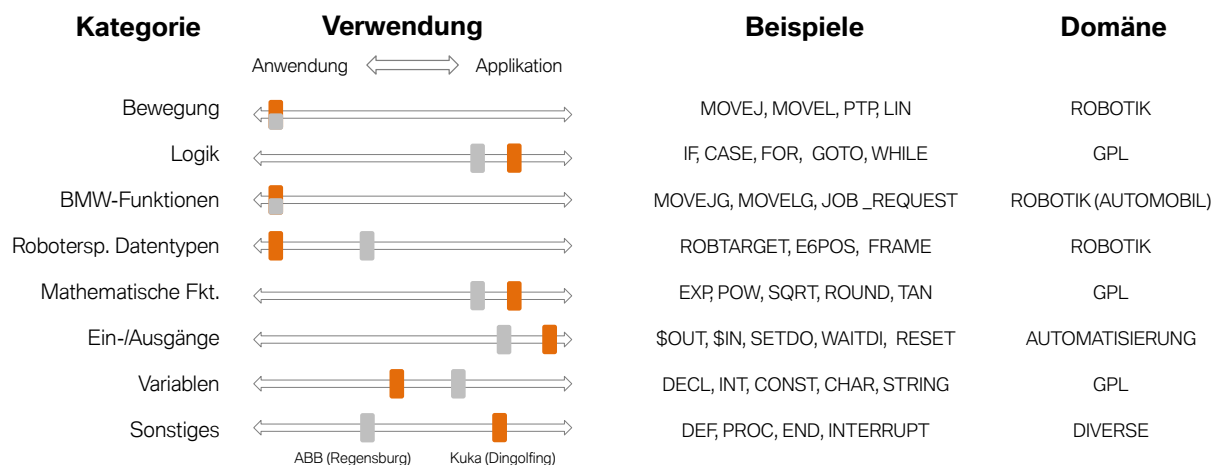 Kategorie Verwendung Beispiele Domäne
Anwendung Applikation
Bewegung MOVEJ, MOVEL, PTP, LIN ROBOTIK
Logik IF, CASE, FOR, GOTO, WHILE GPL
BMW-Funktionen MOVEJG, MOVELG, JOB _REQUEST ROBOTIK (AUTOMOBIL)
Robotersp. Datentypen ROBTARGET, E6POS, FRAME ROBOTIK
Mathematische Fkt. EXP, POW, SQRT, ROUND, TAN GPL
Ein-/Ausgänge $OUT, $IN, SETDO, WAITDI, RESET AUTOMATISIERUNG
Variablen DECL, INT, CONST, CHAR, STRING GPL
Sonstiges DEF, PROC, END, INTERRUPT DIVERSE
ABB (Regensburg) Kuka (Dingolfing)